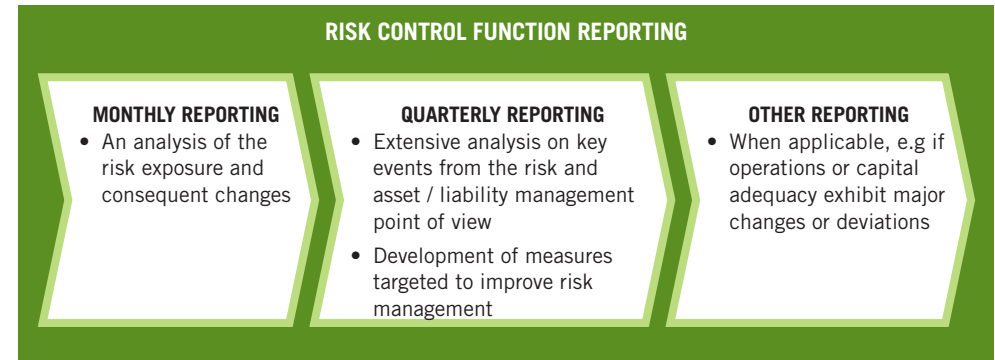 RISK CONTROL FUNCTION REPORTING
MONTHLY REPORTING
• An analysis of the
risk exposure and
consequent changes
QUARTERLY REPORTING
• Extensive analysis on key
events from the risk and
asset / liability management
point of view
• Development of measures
targeted to improve risk
management
OTHER REPORTING
• When applicable, e.g if
operations or capital
adequacy exhibit major
changes or deviations